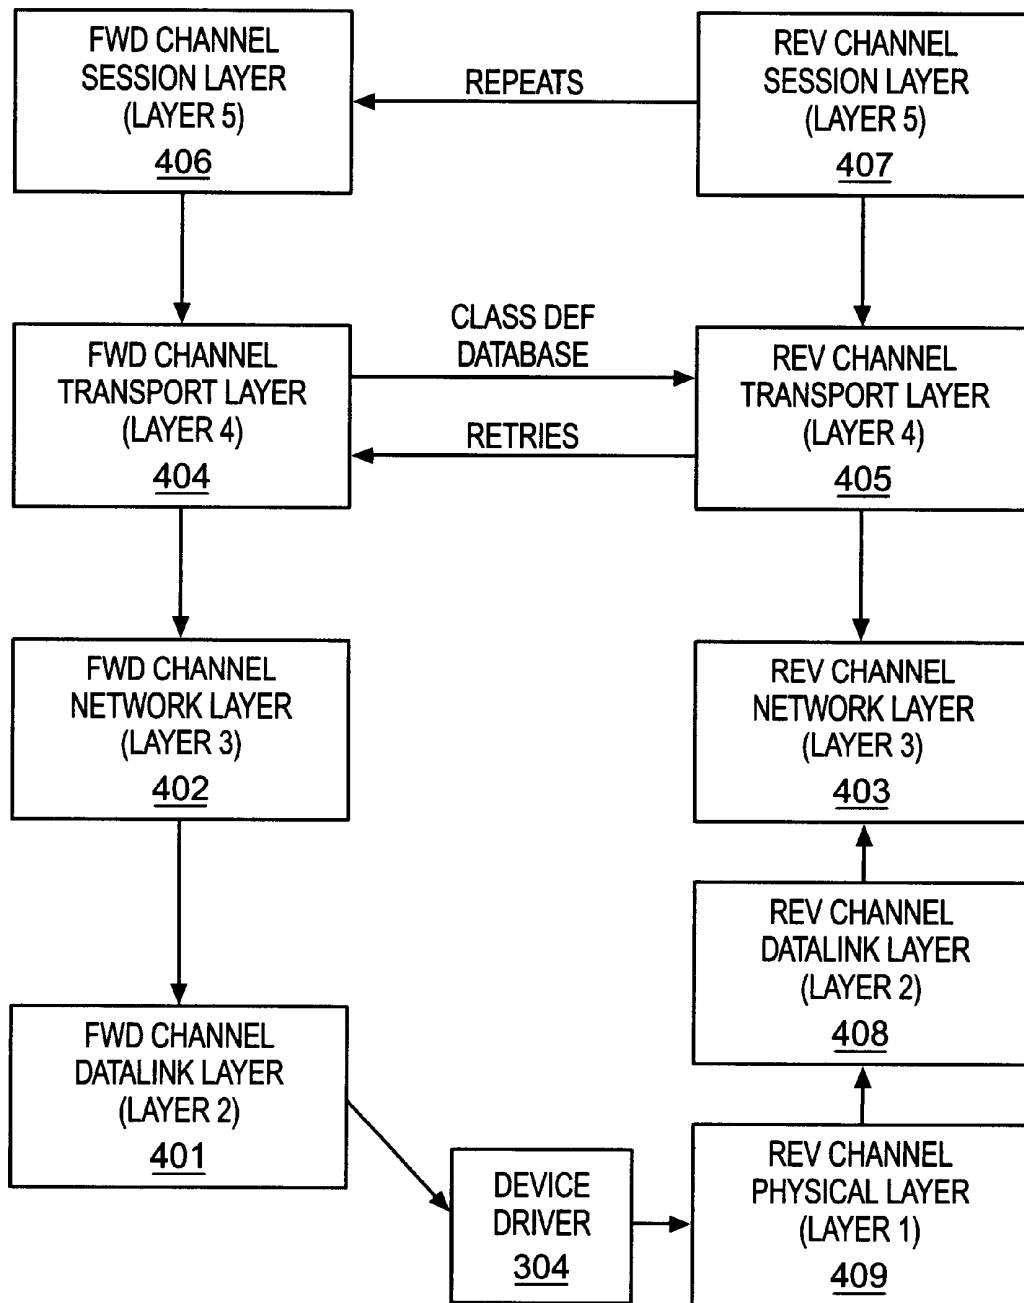 FWD CHANNEL
SESSION LAYER
(LAYER 5)
406
REPEATS
REV CHANNEL
SESSION LAYER
(LAYER 5)
407
FWD CHANNEL
TRANSPORT LAYER
(LAYER 4)
404
CLASS DEF
DATABASE
RETRIES
REV CHANNEL
TRANSPORT LAYER
(LAYER 4)
405
FWD CHANNEL
NETWORK LAYER
(LAYER 3)
402
REV CHANNEL
NETWORK LAYER
(LAYER 3)
403
REV CHANNEL
DATALINK LAYER
(LAYER 2)
408
FWD CHANNEL
DATALINK LAYER
(LAYER 2)
401
DEVICE
DRIVER
304
REV CHANNEL
PHYSICAL LAYER
(LAYER 1)
409